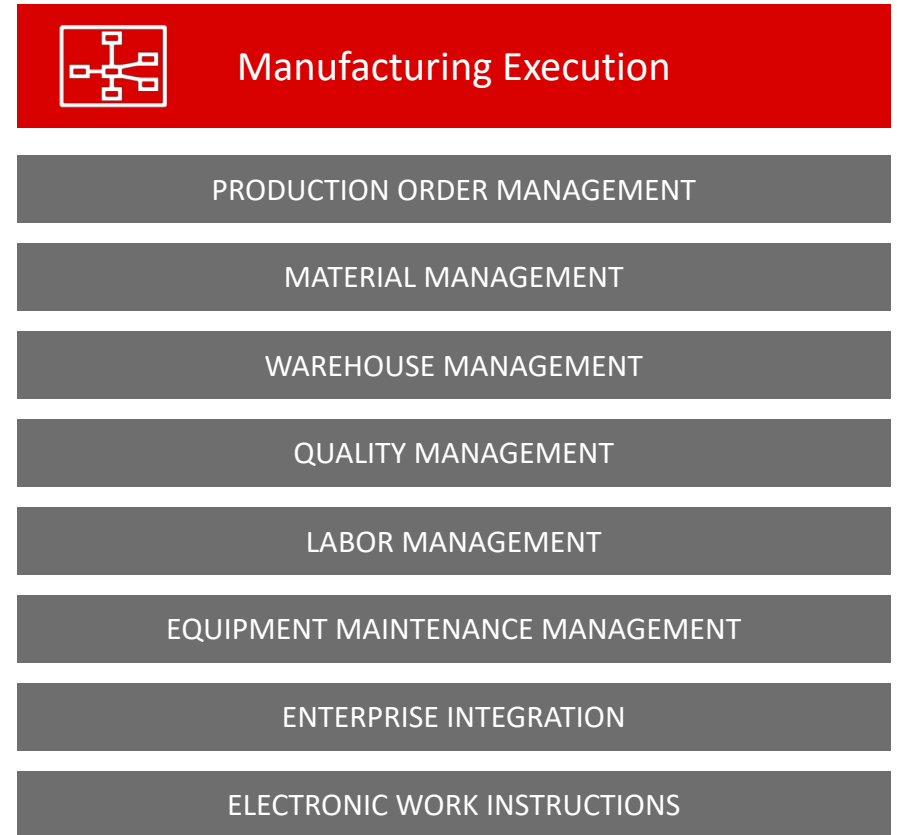 Manufacturing Execution
PRODUCTION ORDER MANAGEMENT
MATERIAL MANAGEMENT
WAREHOUSE MANAGEMENT
QUALITY MANAGEMENT
LABOR MANAGEMENT
EQUIPMENT MAINTENANCE MANAGEMENT
ENTERPRISE INTEGRATION
ELECTRONIC WORK INSTRUCTIONS